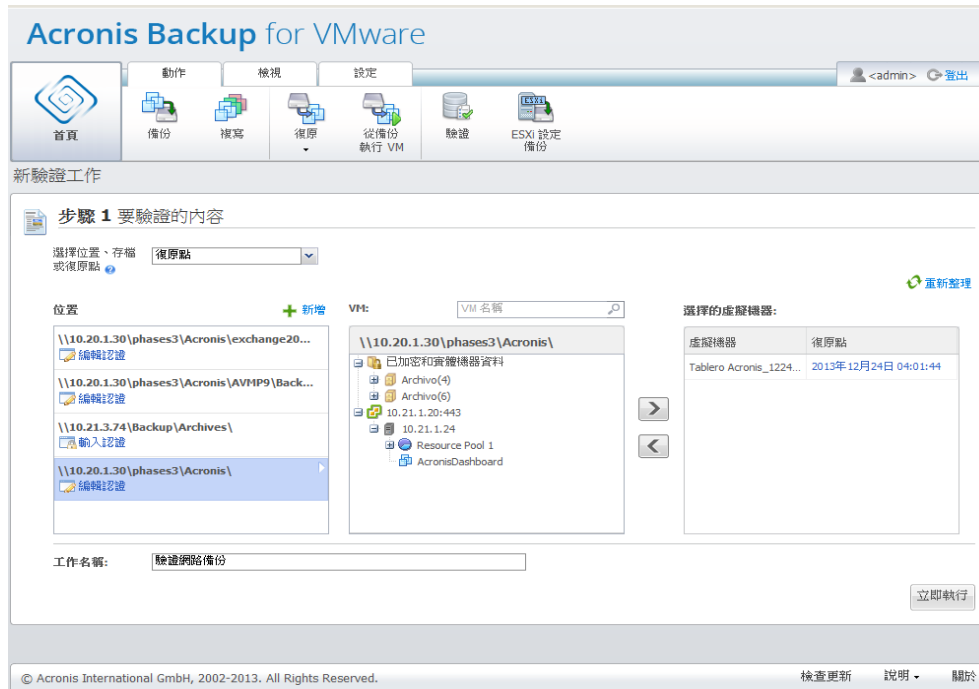 Acronis Backup for VMware
動作 檢視 設定
<admin> 登出
首頁
備份
複寫
復原
從備份
執行 VM
驗證
ESXi
ESXi 設定
備份
新驗證工作
步驟 1 要驗證的內容
選擇位置、存檔
或復原點
復原點
重新整理
位置
新增
\\10.20.1.30\phases3\Acronis\exchange20...
編輯認證
\\10.20.1.30\phases3\Acronis\AVMP9\Back...
編輯認證
\\10.21.3.74\Backup\Archives\
輸入認證
\\10.20.1.30\phases3\Acronis\
編輯認證
VM:
VM 名稱
\\10.20.1.30\phases3\Acronis\
已加密和實體機器資料
Archivo(4)
Archivo(6)
10.21.1.20:443
10.21.1.24
Resource Pool 1
AcronisDashboard
選擇的虛擬機器:
虛擬機器 復原點
Tablero Acronis_1224... 2013年12月24日 04:01:44
工作名稱:
驗證網路備份
立即執行
© Acronis International GmbH, 2002-2013. All Rights Reserved.
檢查更新 說明 關於